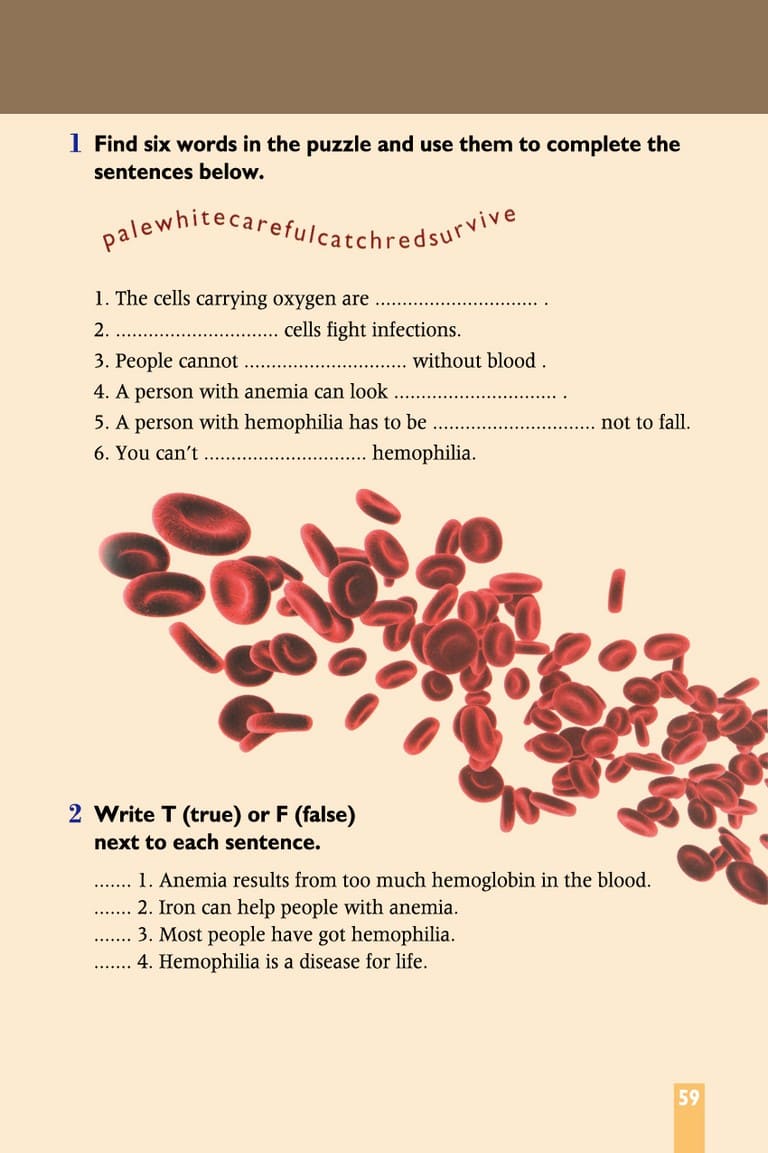 1 Find six words in the puzzle and use them to complete the
sentences below.
palewhitecarefulcatchredsurvive
1. The cells carrying oxygen are .............................. .
2. .............................. cells fight infections.
3. People cannot .............................. without blood .
4. A person with anemia can look .............................. .
5. A person with hemophilia has to be .............................. not to fall.
6. You can't .............................. hemophilia.
2 Write T (true) or F (false)
next to each sentence.
....... 1. Anemia results from too much hemoglobin in the blood.
....... 2. Iron can help people with anemia.
....... 3. Most people have got hemophilia.
....... 4. Hemophilia is a disease for life.
59